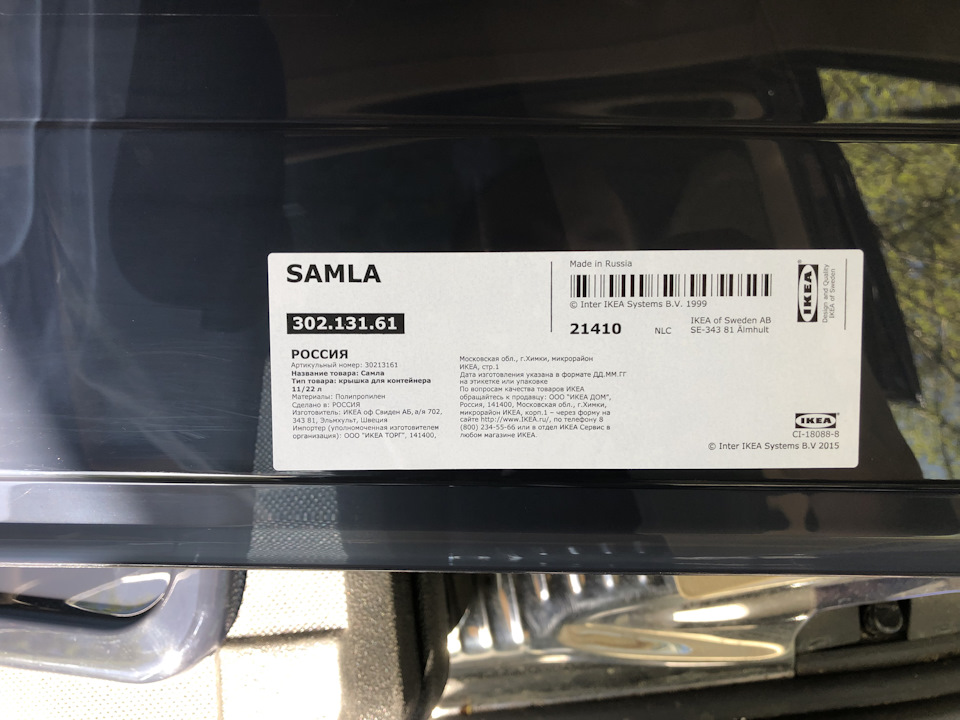 SAMLA
302.131.61
РОССИЯ
Артикульный номер: 30213161
Название товара: Самла
Тип товара: крышка для контейнера
11/22 л
Материалы: Полипропилен
Сделано в: РОССИЯ
Изготовитель: ИКЕА оф Свиден АБ, а/я 702,
343 81, Эльмхульт, Швеция
Импортер (уполномоченная изготовителем
организация): ООО "ИКЕА ТОРГ", 141400,
Московская обл., г.Химки, микрорайон
ИКЕА, стр.1
Дата изготовления указана в формате ДД.ММ.ГГ
на этикетке или упаковке
По вопросам качества товаров ИКЕА
обращайтесь к продавцу: ООО "ИКЕА ДОМ",
Россия, 141400, Московская обл., г.Химки,
микрорайон ИКЕА, корп.1 – через форму на
сайте http://www.IKEA.ru/, по телефону 8
(800) 234-55-66 или в отдел ИКЕА Сервис в
любом магазине ИКЕА.
Made in Russia
© Inter IKEA Systems B.V. 1999
21410
NLC
IKEA of Sweden AB
SE-343 81 Älmhult
IKEA®
Design and Quality
IKEA of Sweden
IKEA
CI-18088-8
© Inter IKEA Systems B.V 2015